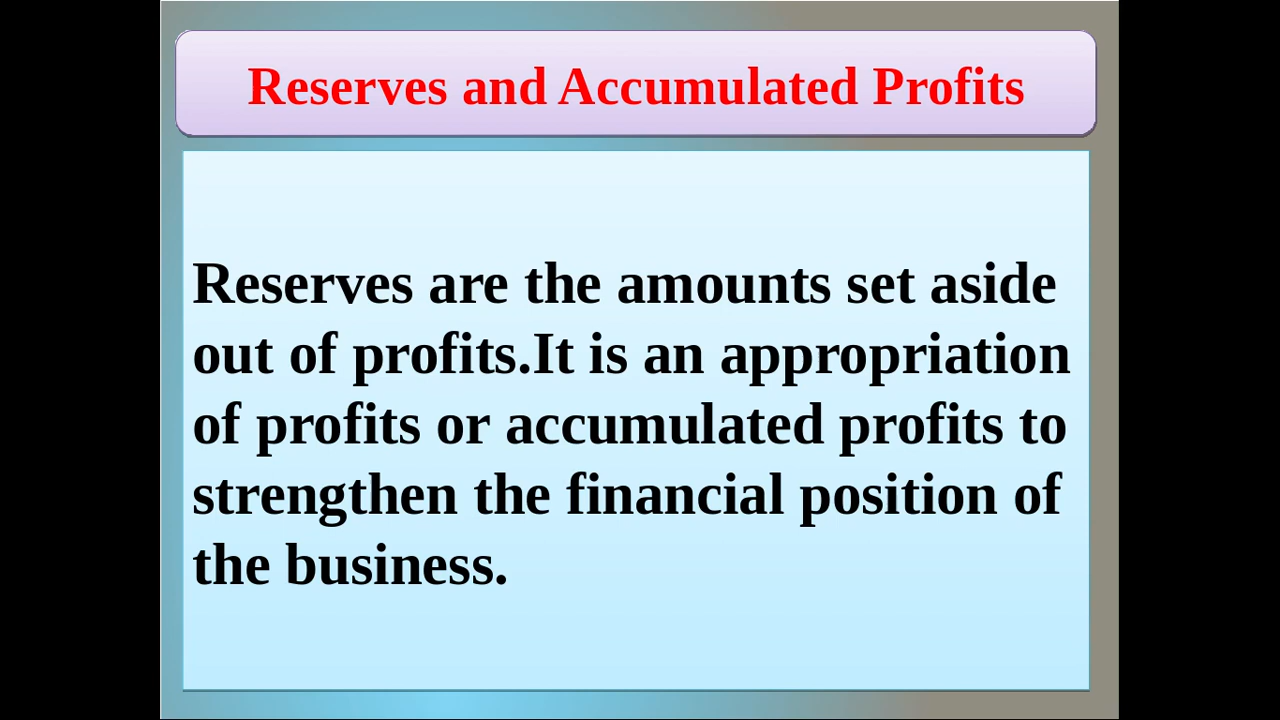 Reserves and Accumulated Profits
Reserves are the amounts set aside
out of profits.It is an appropriation
of profits or accumulated profits to
strengthen the financial position of
the business.